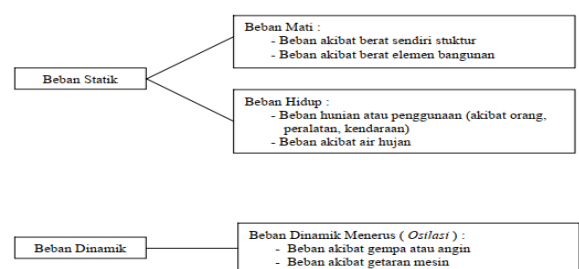 Beban Mati :
- Beban akibat berat sendiri stuktur
- Beban akibat berat elemen bangunan
Beban Statik
Beban Hidup :
- Beban hunian atau penggunaan (akibat orang,
peralatan, kendaraan)
- Beban akibat air hujan
Beban Dinamik Menerus ( Osilasi ) :
- Beban akibat gempa atau angin
- Beban akibat getaran mesin
Beban Dinamik